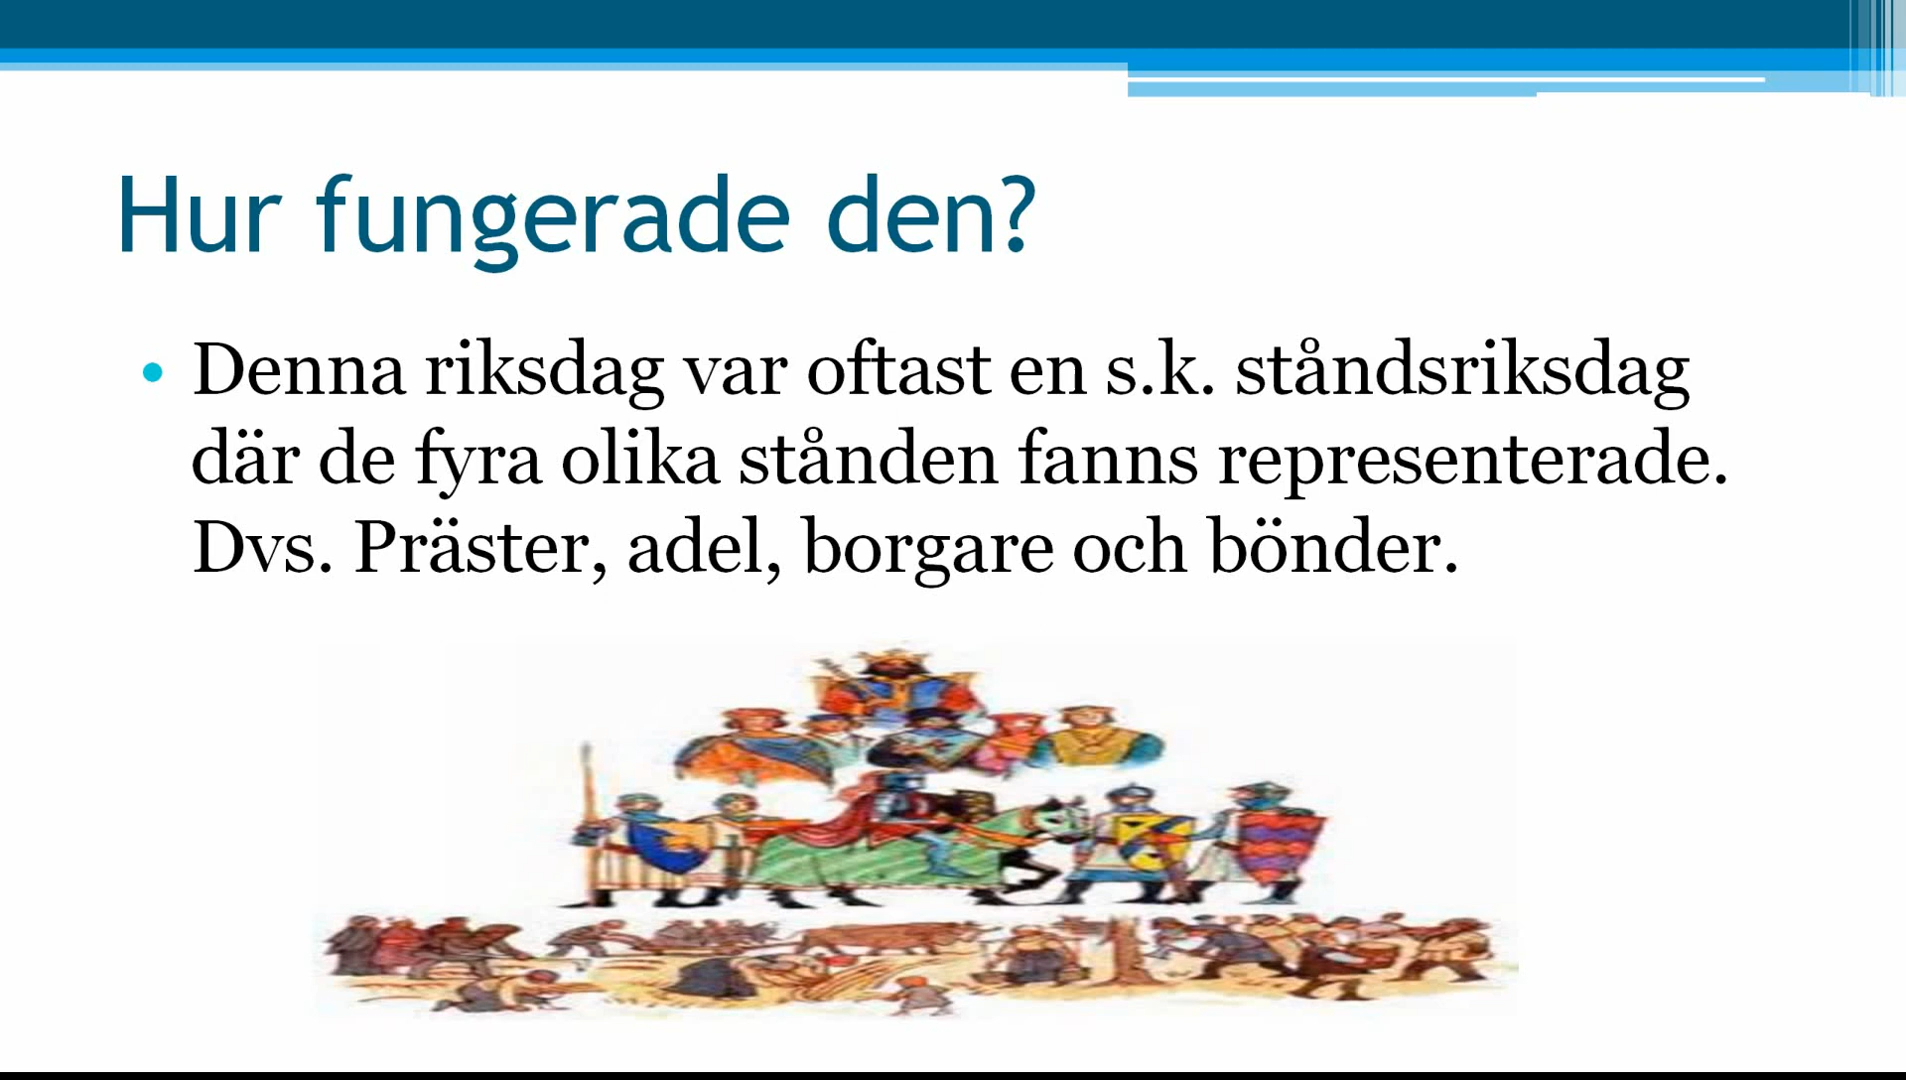 Hur fungerade den?
• Denna riksdag var oftast en s.k. ståndsriksdag
där de fyra olika stånden fanns representerade.
Dvs. Präster, adel, borgare och bönder.